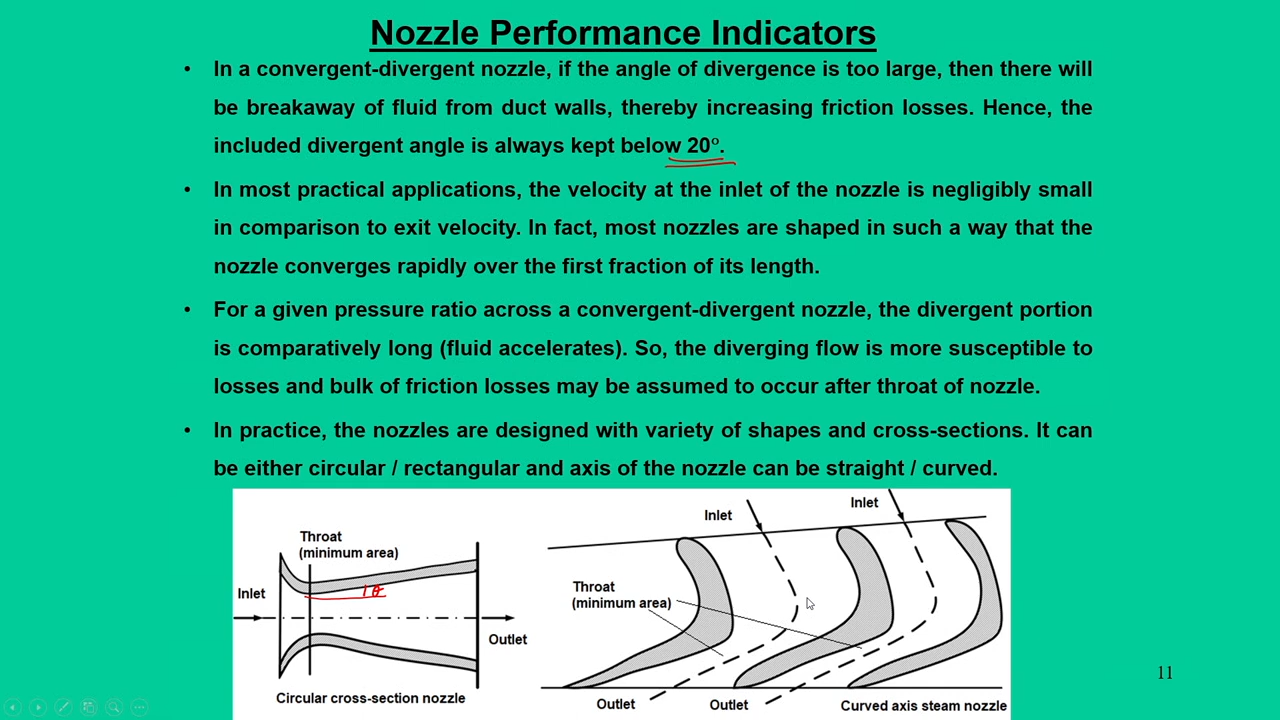 Nozzle Performance Indicators
• In a convergent-divergent nozzle, if the angle of divergence is too large, then there will
be breakaway of fluid from duct walls, thereby increasing friction losses. Hence, the
included divergent angle is always kept below 20°.
• In most practical applications, the velocity at the inlet of the nozzle is negligibly small
in comparison to exit velocity. In fact, most nozzles are shaped in such a way that the
nozzle converges rapidly over the first fraction of its length.
• For a given pressure ratio across a convergent-divergent nozzle, the divergent portion
is comparatively long (fluid accelerates). So, the diverging flow is more susceptible to
losses and bulk of friction losses may be assumed to occur after throat of nozzle.
• In practice, the nozzles are designed with variety of shapes and cross-sections. It can
be either circular / rectangular and axis of the nozzle can be straight / curved.
Throat
(minimum area)
Inlet
θ
Outlet
Circular cross-section nozzle
Inlet
Inlet
Throat
(minimum area)
Outlet
Outlet
Curved axis steam nozzle
11